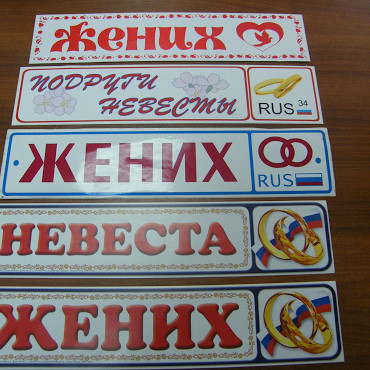 Жених
ПОДРУГИ
НЕВЕСТЫ
RUS 34
ЖЕНИХ
RUS
НЕВЕСТА
ЖЕНИХ